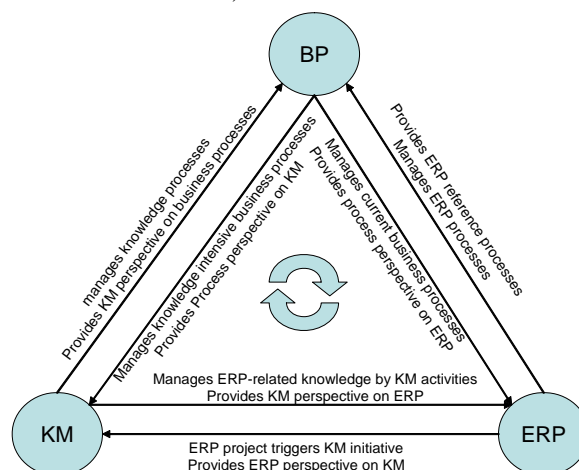 BP
manages knowledge processes
Provides KM perspective on business processes
Manages knowledge intensive business processes
Provides Process perspective on KM
Manages current business processes
Provides process perspective on ERP
Provides ERP reference processes
Manages ERP processes
Manages ERP-related knowledge by KM activities
Provides KM perspective on ERP
KM
ERP
ERP project triggers KM initiative
Provides ERP perspective on KM